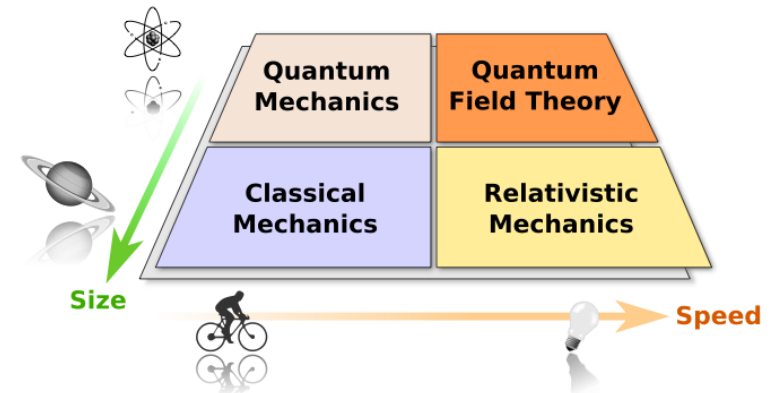 Quantum
Mechanics
Quantum
Field Theory
Classical
Mechanics
Relativistic
Mechanics
Size
Speed